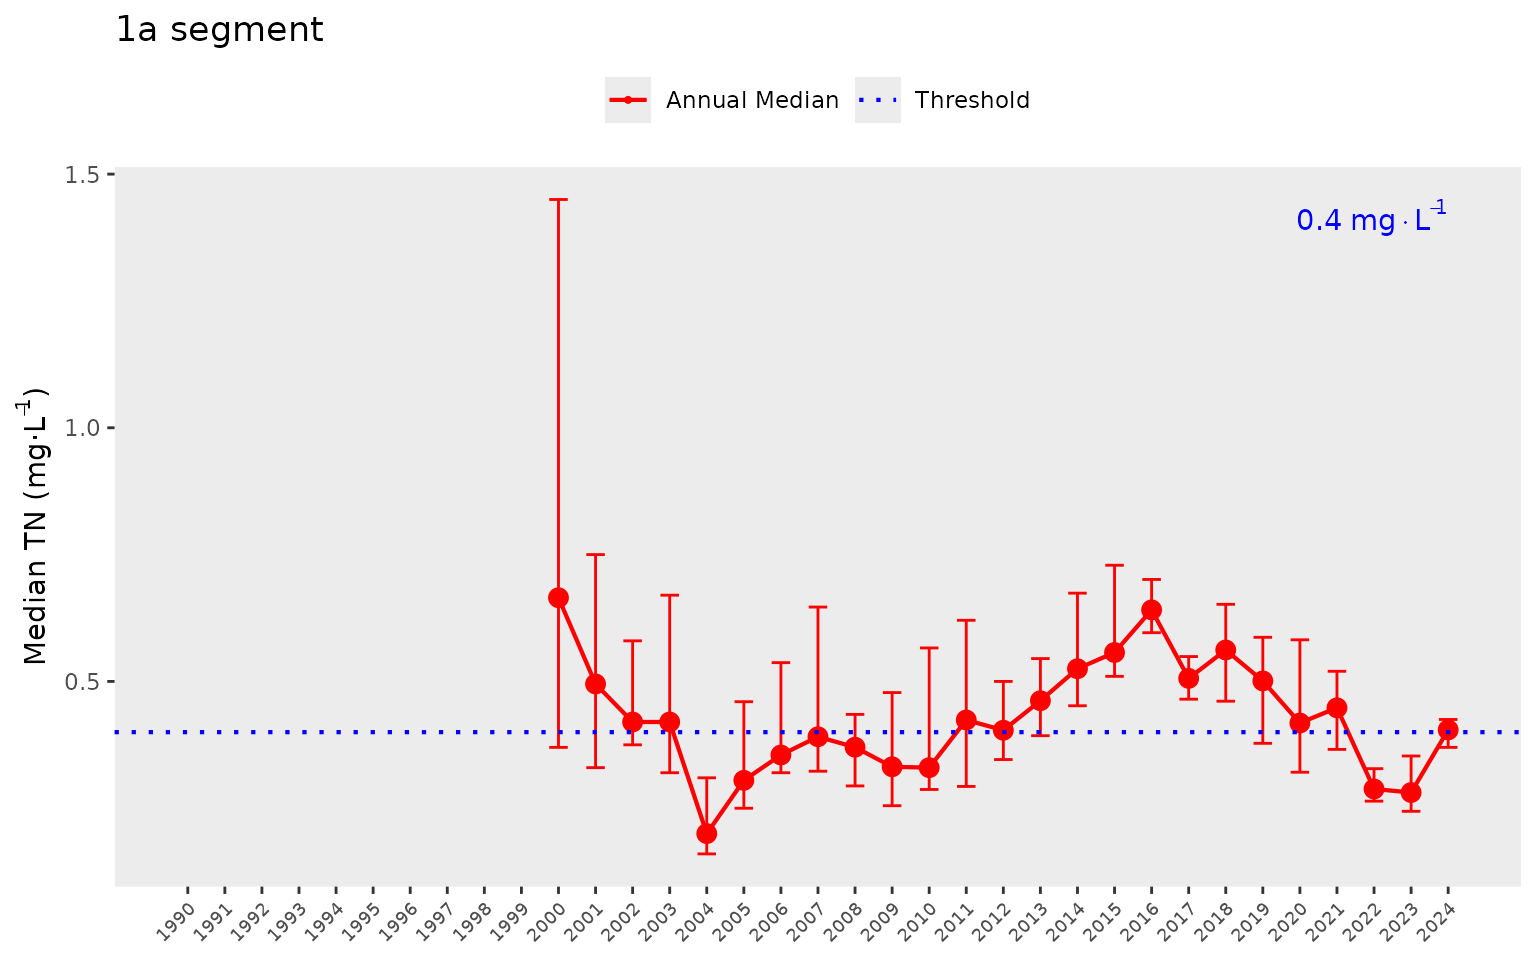 1a segment
Annual Median Threshold
1.5
1.0
0.5
Median TN (mg·L⁻¹)
0.4 mg·L⁻¹
1990 1991 1992 1993 1994 1995 1996 1997 1998 1999 2000 2001 2002 2003 2004 2005 2006 2007 2008 2009 2010 2011 2012 2013 2014 2015 2016 2017 2018 2019 2020 2021 2022 2023 2024